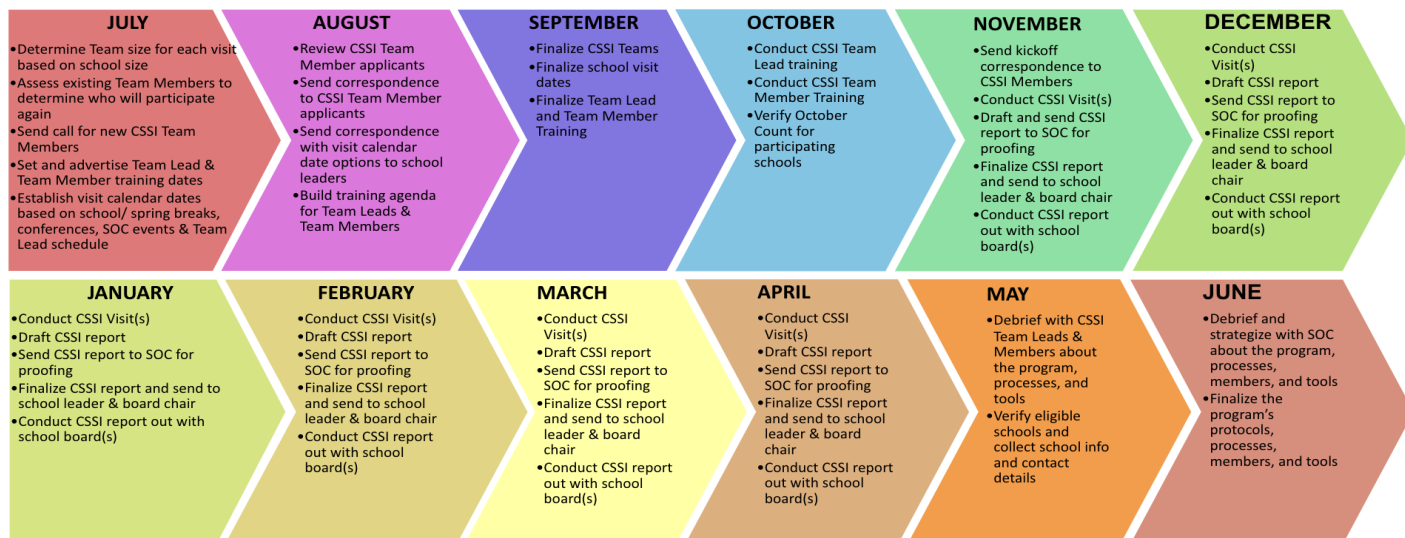 JULY
•Determine Team size for each visit
based on school size
•Assess existing Team Members to
determine who will participate
again
•Send call for new CSSI Team
Members
•Set and advertise Team Lead &
Team Member training dates
•Establish visit calendar dates
based on school/ spring breaks,
conferences, SOC events & Team
Lead schedule
AUGUST
•Review CSSI Team
Member applicants
•Send correspondence
to CSSI Team Member
applicants
•Send correspondence
with visit calendar
date options to school
leaders
•Build training agenda
for Team Leads &
Team Members
SEPTEMBER
•Finalize CSSI Teams
•Finalize school visit
dates
•Finalize Team Lead
and Team Member
Training
OCTOBER
•Conduct CSSI Team
Lead training
•Conduct CSSI Team
Member Training
•Verify October
Count for
participating
schools
NOVEMBER
•Send kickoff
correspondence to
CSSI Members
•Conduct CSSI Visit(s)
•Draft and send CSSI
report to SOC for
proofing
•Finalize CSSI report
and send to school
leader & board chair
•Conduct CSSI report
out with school
board(s)
DECEMBER
•Conduct CSSI
Visit(s)
•Draft CSSI report
•Send CSSI report to
SOC for proofing
•Finalize CSSI report
and send to school
leader & board
chair
•Conduct CSSI report
out with school
board(s)
JANUARY
•Conduct CSSI Visit(s)
•Draft CSSI report
•Send CSSI report to SOC for
proofing
•Finalize CSSI report and send to
school leader & board chair
•Conduct CSSI report out with
school board(s)
FEBRUARY
•Conduct CSSI Visit(s)
•Draft CSSI report
•Send CSSI report to
SOC for proofing
•Finalize CSSI report
and send to school
leader & board chair
•Conduct CSSI report
out with school
board(s)
MARCH
•Conduct CSSI
Visit(s)
•Draft CSSI report
•Send CSSI report to
SOC for proofing
•Finalize CSSI report
and send to school
leader & board
chair
•Conduct CSSI report
out with school
board(s)
APRIL
•Conduct CSSI
Visit(s)
•Draft CSSI report
•Send CSSI report to
SOC for proofing
•Finalize CSSI report
and send to school
leader & board
chair
•Conduct CSSI report
out with school
board(s)
MAY
•Debrief with CSSI
Team Leads &
Members about
the program,
processes, and
tools
•Verify eligible
schools and
collect school info
and contact
details
JUNE
•Debrief and
strategize with SOC
about the program,
processes,
members, and tools
•Finalize the
program's
protocols,
processes,
members, and tools